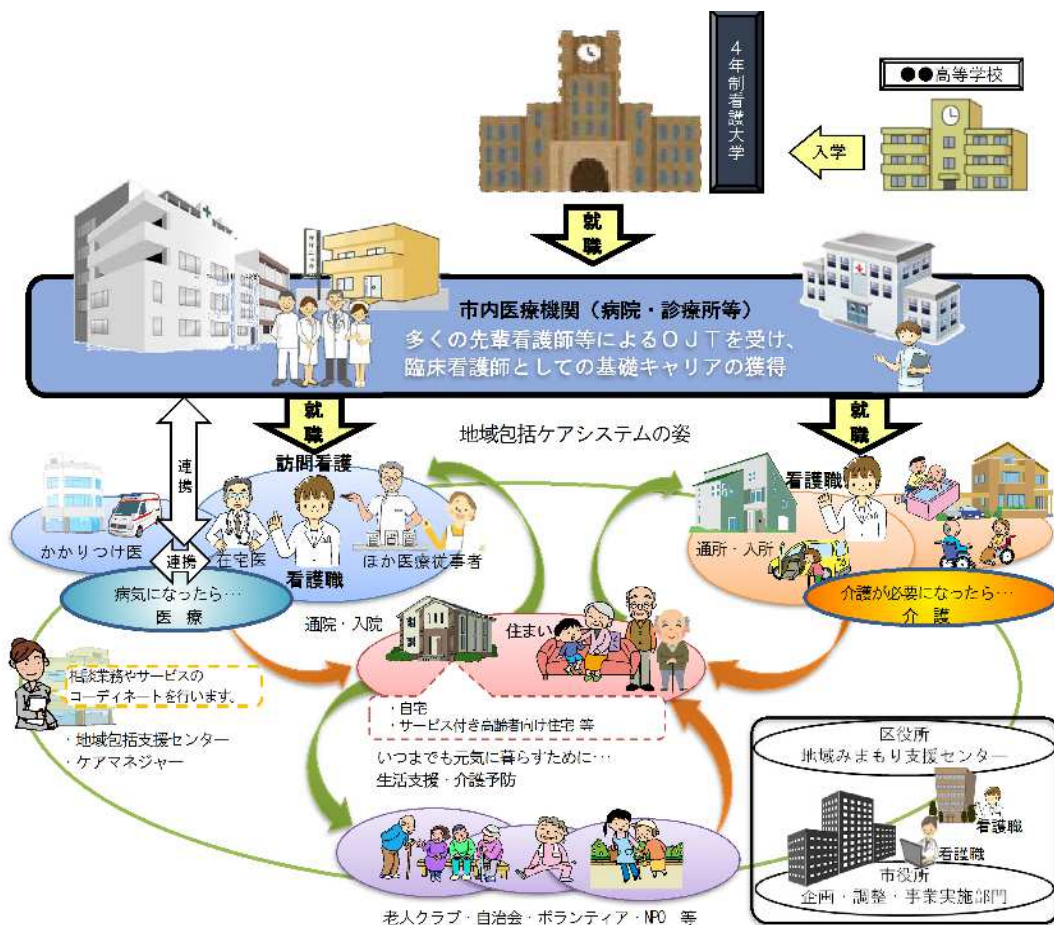 4年制看護大学
●●高等学校
入学
就職
市内医療機関（病院・診療所等）
多くの先輩看護師等によるＯＪＴを受け、
臨床看護師としての基礎キャリアの獲得
就職
就職
地域包括ケアシステムの姿
連携
訪問看護
看護職
かかりつけ医
連携
在宅医
看護職
ほか医療従事者
通所・入所
病気になったら…
医療
介護が必要になったら…
介護
通院・入院
住まい
相談業務やサービスの
コーディネートを行います。
・自宅
・サービス付き高齢者向け住宅 等
・地域包括支援センター
・ケアマネジャー
いつまでも元気に暮らすために…
生活支援・介護予防
区役所
地域みまもり支援センター
看護職
看護職
市役所
企画・調整・事業実施部門
老人クラブ・自治会・ボランティア・NPO 等